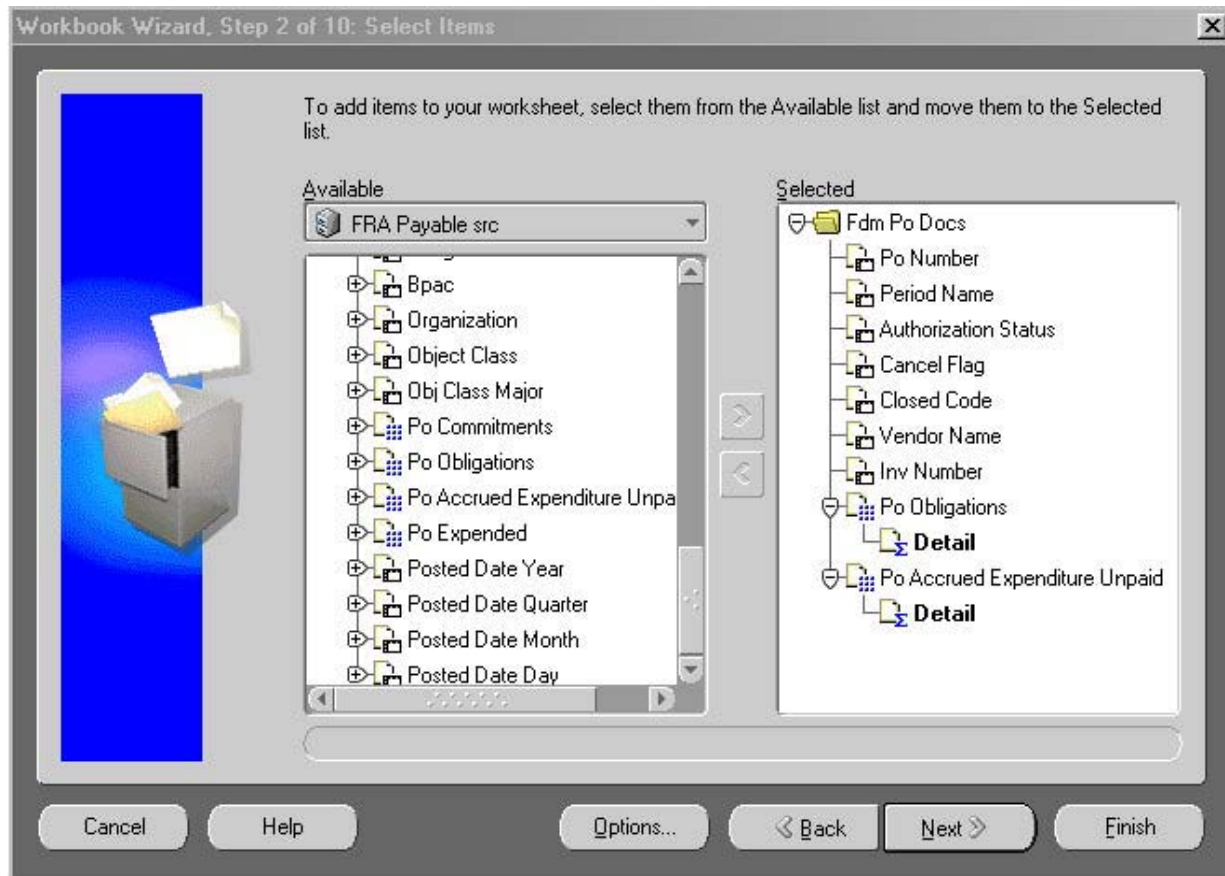 Workbook Wizard, Step 2 of 10: Select Items
To add items to your worksheet, select them from the Available list and move them to the Selected
list.
Available
FRA Payable src
Bpac
Organization
Object Class
Obj Class Major
Po Commitments
Po Obligations
Po Accrued Expenditure Unpa
Po Expended
Posted Date Year
Posted Date Quarter
Posted Date Month
Posted Date Day
Selected
Fdm Po Docs
Po Number
Period Name
Authorization Status
Cancel Flag
Closed Code
Vendor Name
Inv Number
Po Obligations
Detail
Po Accrued Expenditure Unpaid
Detail
Cancel
Help
Options...
Back
Next
Finish